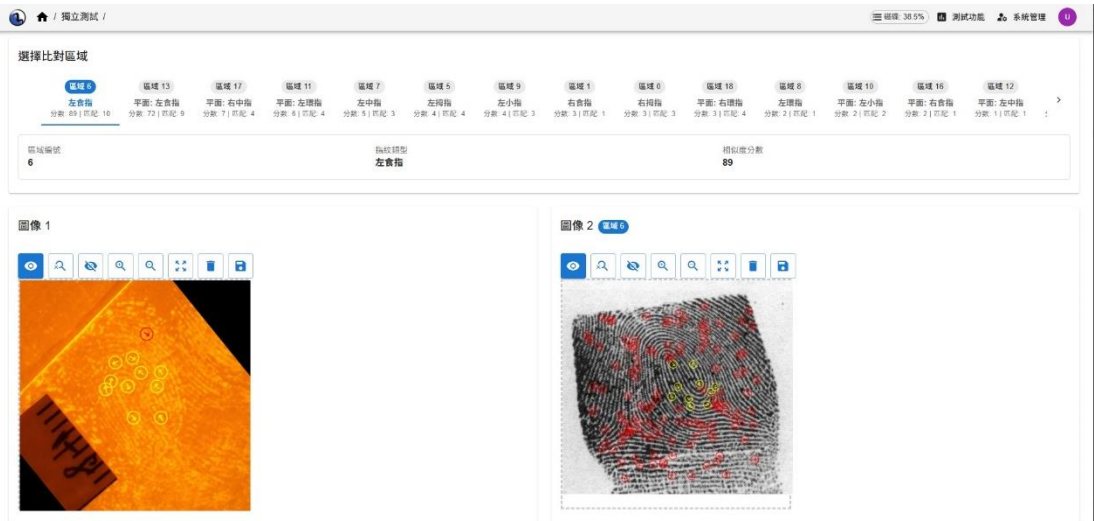 / 獨立測試 /
磁碟: 38.5%
測試功能
系統管理
U
選擇比對區域
區域 6
左食指
分數: 89 | 匹配: 10
區域 13
平面: 左食指
分數: 72 | 匹配: 9
區域 17
平面: 右中指
分數: 7 | 匹配: 4
區域 11
平面: 左環指
分數: 6 | 匹配: 4
區域 7
左中指
分數: 5 | 匹配: 3
區域 5
左拇指
分數: 4 | 匹配: 4
區域 9
左小指
分數: 4 | 匹配: 3
區域 1
右食指
分數: 3 | 匹配: 1
區域 0
右拇指
分數: 3 | 匹配: 3
區域 18
平面: 右環指
分數: 3 | 匹配: 4
區域 8
左環指
分數: 2 | 匹配: 1
區域 10
平面: 左小指
分數: 2 | 匹配: 2
區域 16
平面: 右食指
分數: 2 | 匹配: 1
區域 12
平面: 左中指
分數: 1 | 匹配: 1
區域編號
6
指紋類型
左食指
相似度分數
89
圖像 1
圖像 2
區域 6